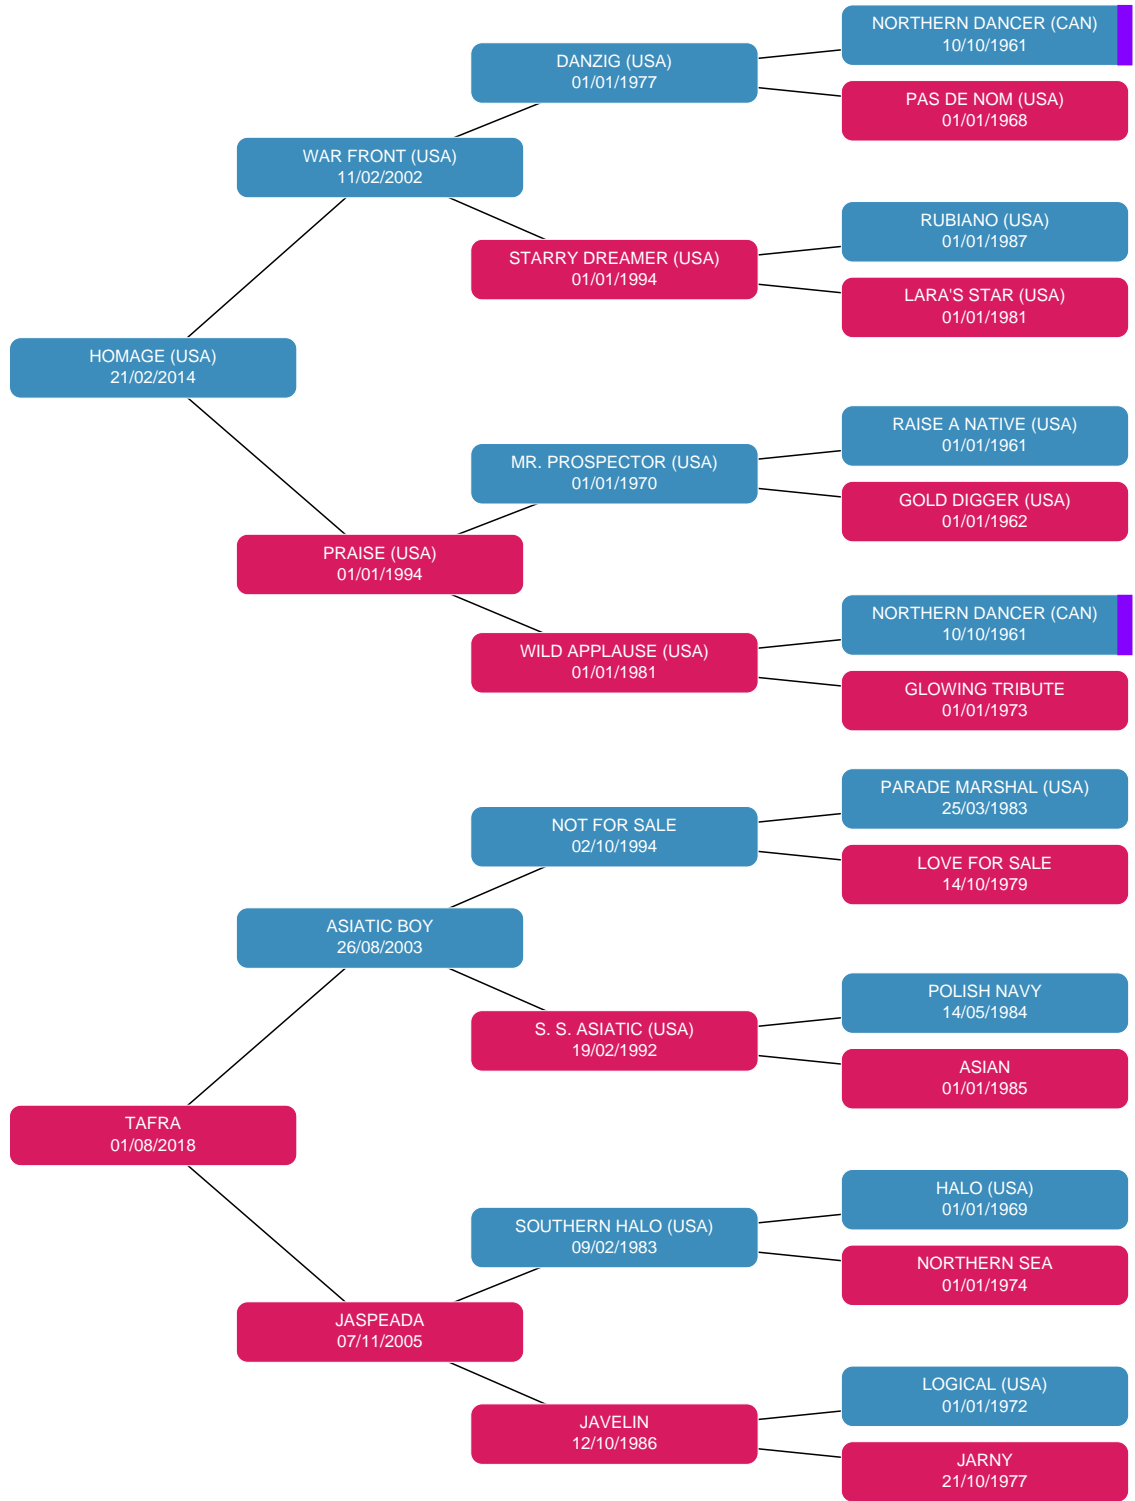 NORTHERN DANCER (CAN)
10/10/1961
DANZIG (USA)
01/01/1977
PAS DE NOM (USA)
01/01/1968
WAR FRONT (USA)
11/02/2002
RUBIANO (USA)
01/01/1987
STARRY DREAMER (USA)
01/01/1994
LARA'S STAR (USA)
01/01/1981
HOMAGE (USA)
21/02/2014
RAISE A NATIVE (USA)
01/01/1961
MR. PROSPECTOR (USA)
01/01/1970
GOLD DIGGER (USA)
01/01/1962
PRAISE (USA)
01/01/1994
NORTHERN DANCER (CAN)
10/10/1961
WILD APPLAUSE (USA)
01/01/1981
GLOWING TRIBUTE
01/01/1973
PARADE MARSHAL (USA)
25/03/1983
NOT FOR SALE
02/10/1994
LOVE FOR SALE
14/10/1979
ASIATIC BOY
26/08/2003
POLISH NAVY
14/05/1984
S. S. ASIATIC (USA)
19/02/1992
ASIAN
01/01/1985
TAFRA
01/08/2018
HALO (USA)
01/01/1969
SOUTHERN HALO (USA)
09/02/1983
NORTHERN SEA
01/01/1974
JASPEADA
07/11/2005
LOGICAL (USA)
01/01/1972
JAVELIN
12/10/1986
JARNY
21/10/1977